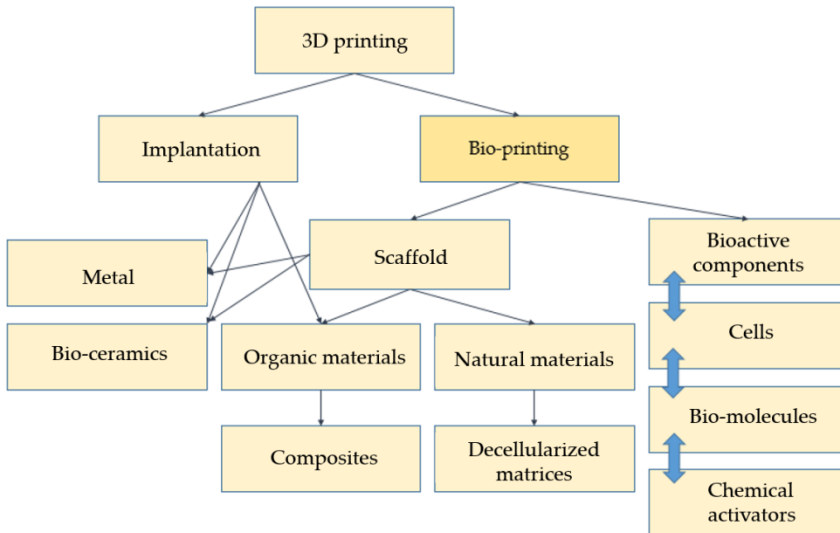 3D printing
Implantation
Bio-printing
Metal
Scaffold
Bioactive
components
Bio-ceramics
Organic materials
Natural materials
Cells
Composites
Decellularized
matrices
Bio-molecules
Chemical
activators